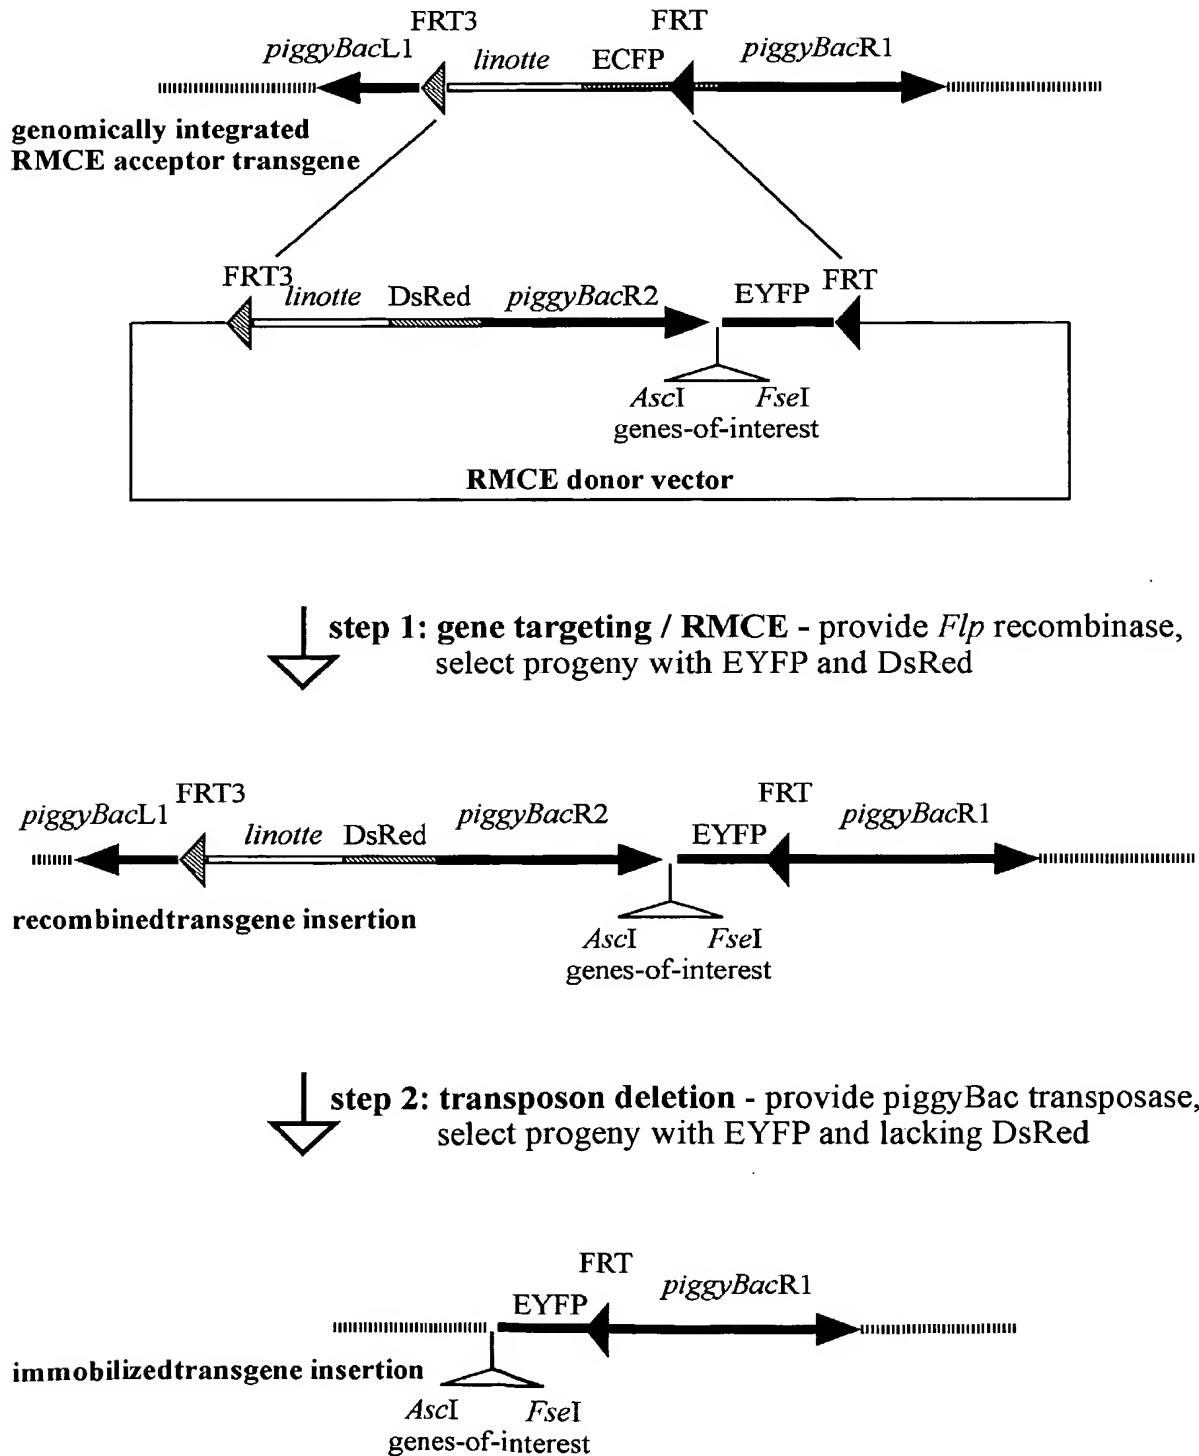 FRT3
FRT
piggyBacL1
linotte
ECFP
piggyBacR1
genomically integrated
RMCE acceptor transgene
FRT3
linotte
DsRed
piggyBacR2
EYFP
FRT
AscI
FseI
genes-of-interest
RMCE donor vector
step 1: gene targeting / RMCE - provide Flp recombinase,
select progeny with EYFP and DsRed
piggyBacL1
FRT3
linotte
DsRed
piggyBacR2
EYFP
FRT
piggyBacR1
recombinedtransgene insertion
AscI
FseI
genes-of-interest
step 2: transposon deletion - provide piggyBac transposase,
select progeny with EYFP and lacking DsRed
FRT
EYFP
piggyBacR1
immobilizedtransgene insertion
AscI
FseI
genes-of-interest